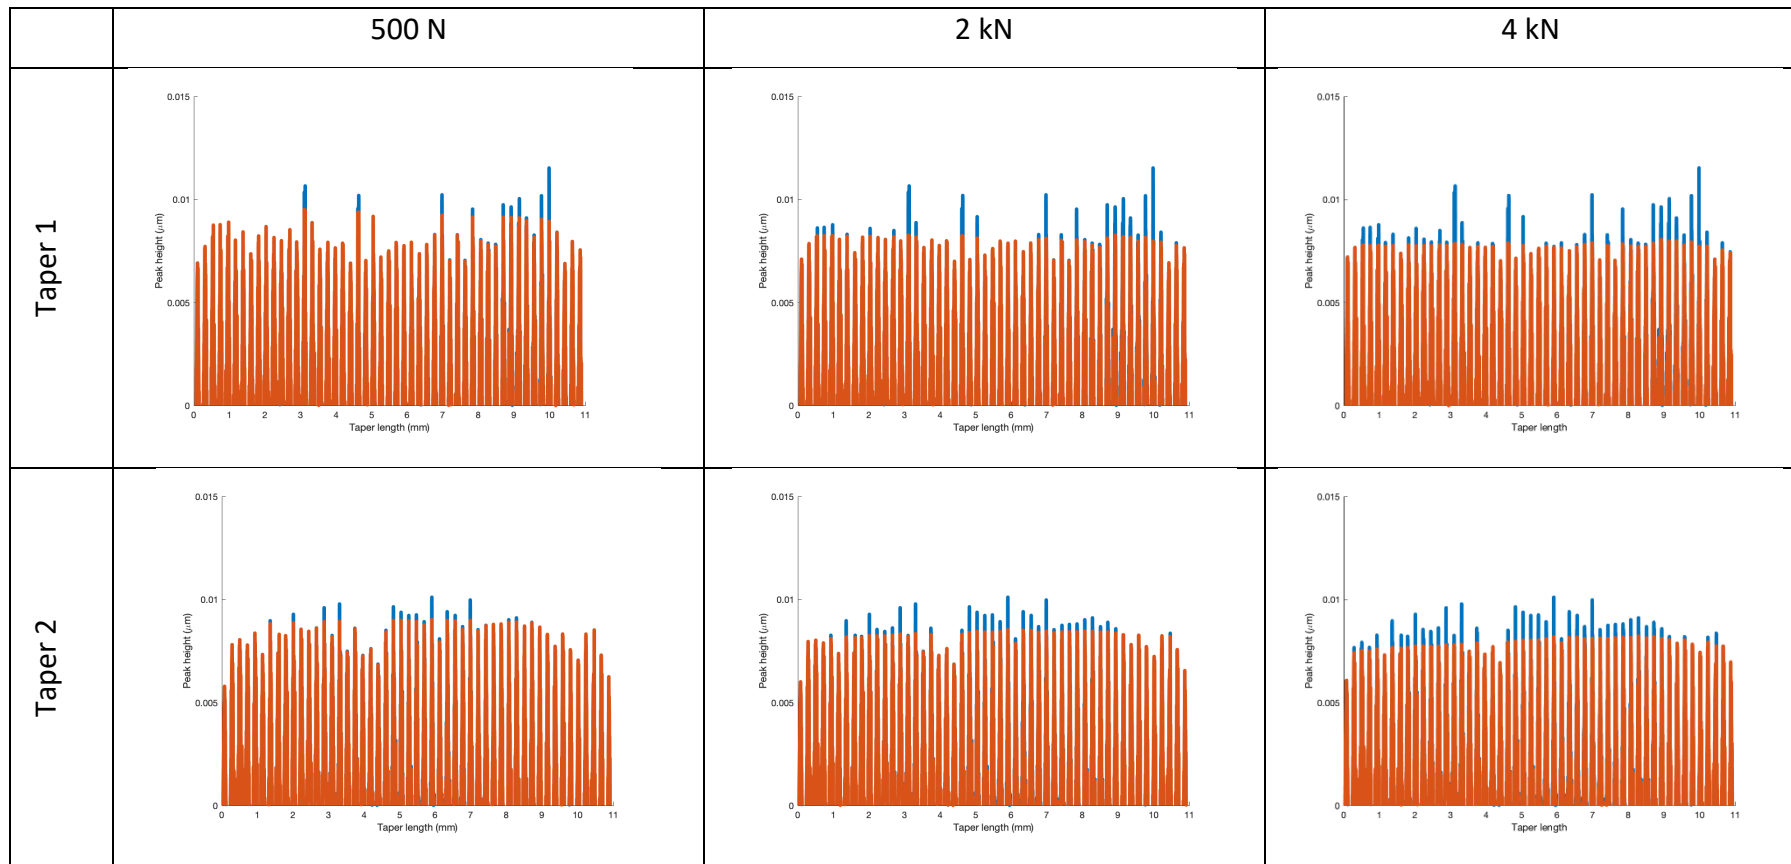 500 N
2 kN
4 kN
Taper 1
0.015
0.01
0.005
0
Peak height (μm)
0 1 2 3 4 5 6 7 8 9 10 11
Taper length (mm)
0.015
0.01
0.005
0
Peak height (μm)
0 1 2 3 4 5 6 7 8 9 10 11
Taper length (mm)
0.015
0.01
0.005
0
Peak height (μm)
0 1 2 3 4 5 6 7 8 9 10 11
Taper length
Taper 2
0.015
0.01
0.005
0
Peak height (μm)
0 1 2 3 4 5 6 7 8 9 10 11
Taper length (mm)
0.015
0.01
0.005
0
Peak height (μm)
0 1 2 3 4 5 6 7 8 9 10 11
Taper length (mm)
0.015
0.01
0.005
0
Peak height (μm)
0 1 2 3 4 5 6 7 8 9 10 11
Taper length